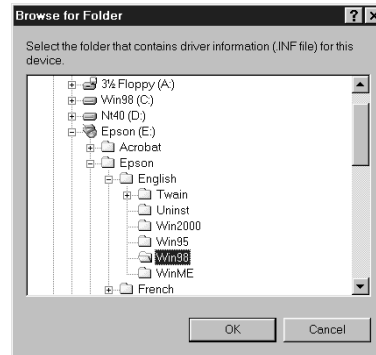 Browse for Folder
Select the folder that contains driver information (.INF file) for this
device.
3½ Floppy (A:)
Win98 (C:)
Nt40 (D:)
Epson (E:)
Acrobat
Epson
English
Twain
Uninst
Win2000
Win95
Win98
WinME
French
OK Cancel